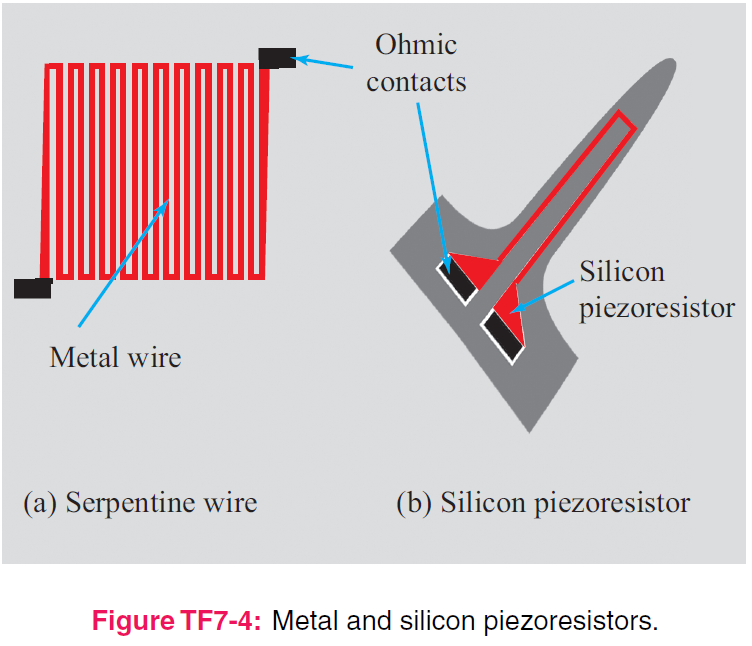 Ohmic
contacts
Silicon
piezoresistor
Metal wire
(a) Serpentine wire
(b) Silicon piezoresistor
Figure TF7-4: Metal and silicon piezoresistors.